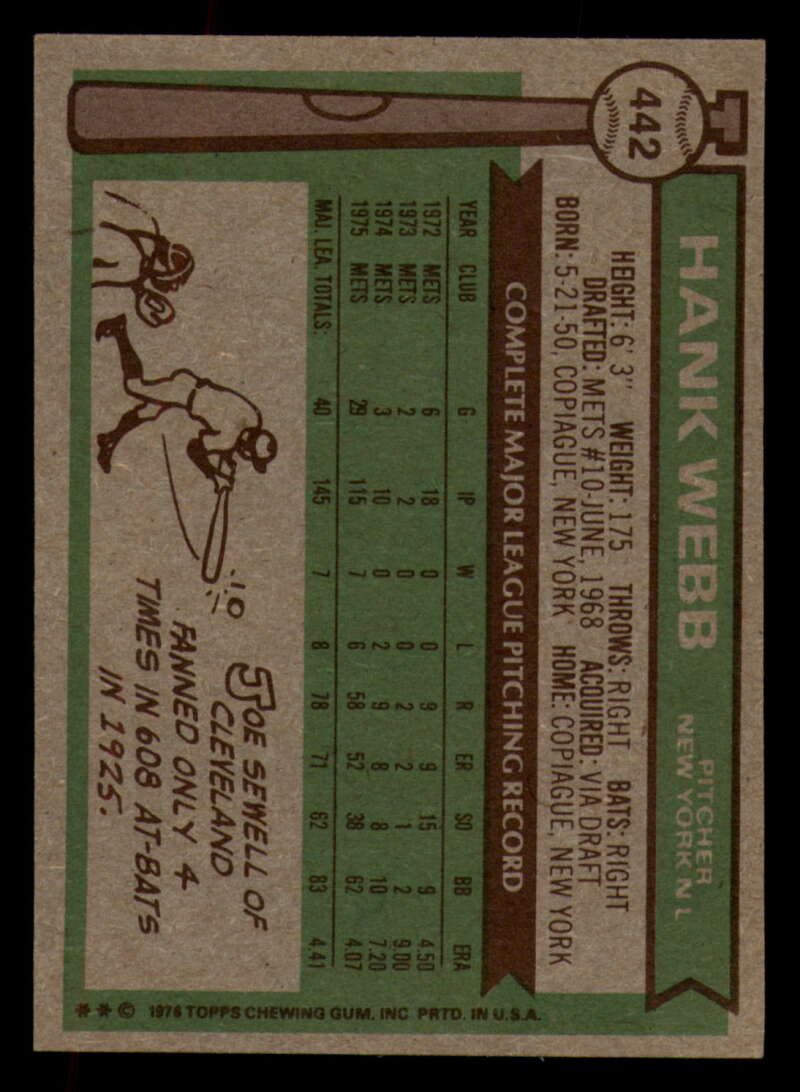 442
HANK WEBB
PITCHER
NEW YORK N L
HEIGHT: 6' 3" WEIGHT: 175 THROWS: RIGHT BATS: RIGHT
DRAFTED: METS #10-JUNE, 1968 ACQUIRED: VIA DRAFT
BORN: 5-21-50, COPIAGUE, NEW YORK HOME: COPIAGUE, NEW YORK
COMPLETE MAJOR LEAGUE PITCHING RECORD
YEAR CLUB G IP W L R ER SO BB ERA
1972 METS 6 18 0 0 9 9 15 9 4.50
1973 METS 2 2 0 0 2 2 1 2 9.00
1974 METS 3 10 0 2 9 8 8 10 7.20
1975 METS 29 115 7 6 58 52 38 62 4.07
MAJ. LEA. TOTALS: 40 145 7 8 78 71 62 83 4.41
JOE SEWELL OF
CLEVELAND
FANNED ONLY 4
TIMES IN 608 AT-BATS
IN 1925.
** © 1976 TOPPS CHEWING GUM, INC PRTD. IN U.S.A.